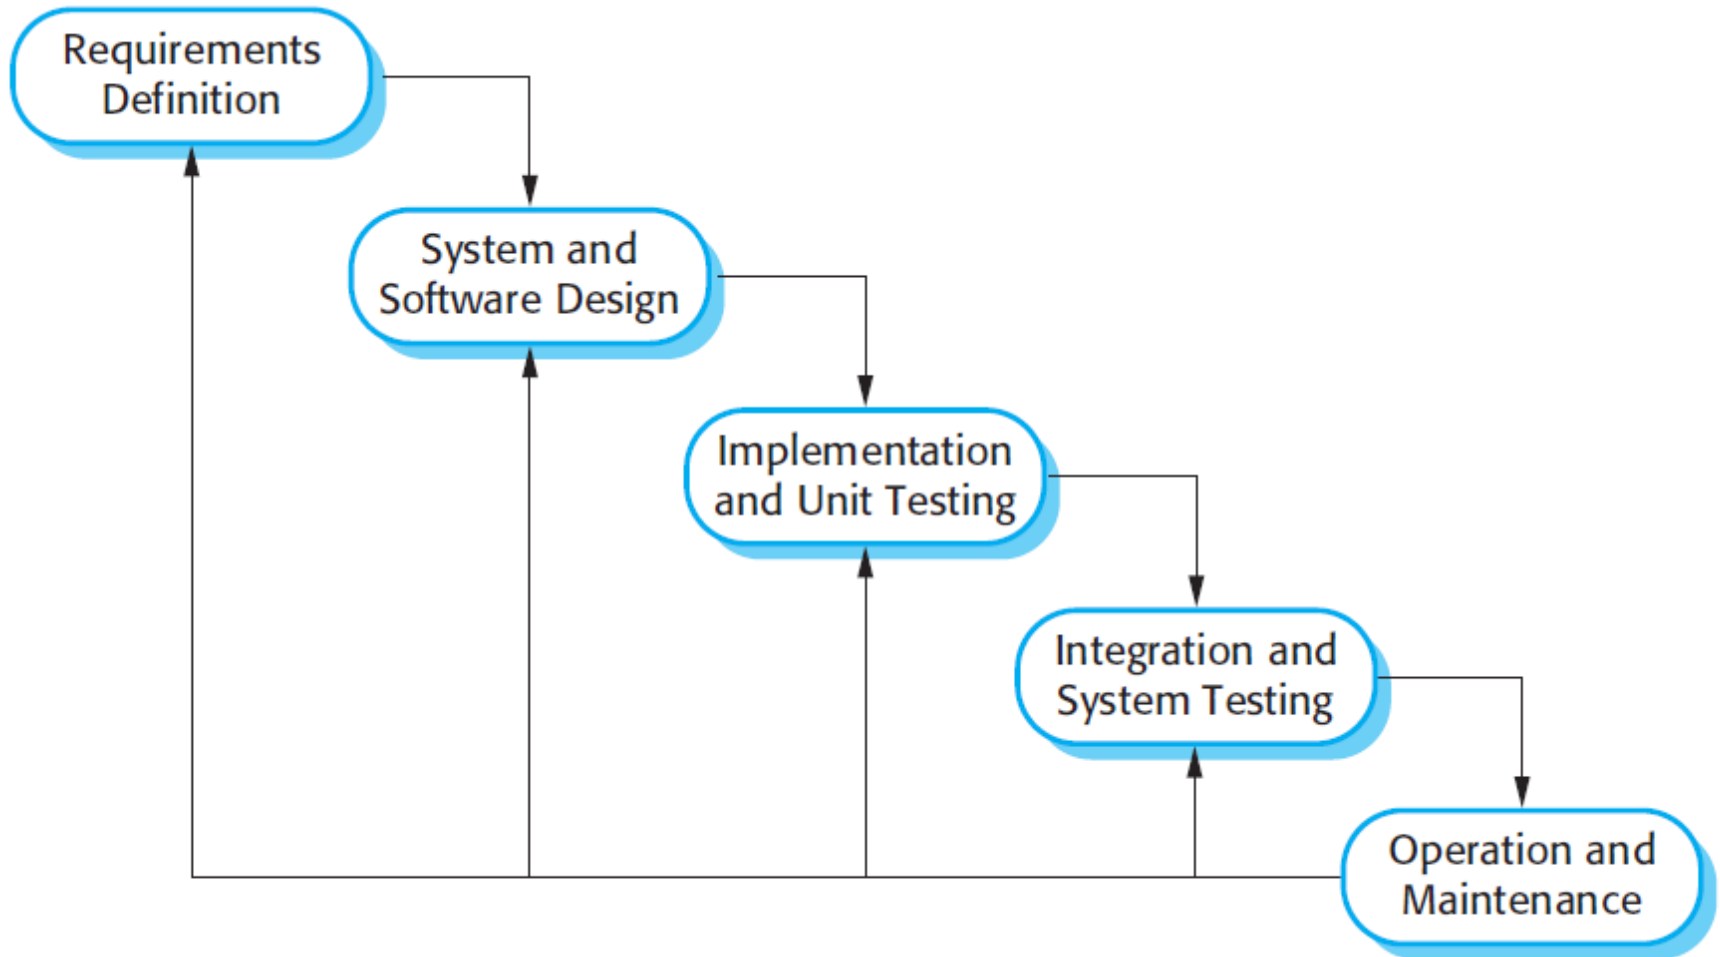 Requirements
Definition
System and
Software Design
Implementation
and Unit Testing
Integration and
System Testing
Operation and
Maintenance